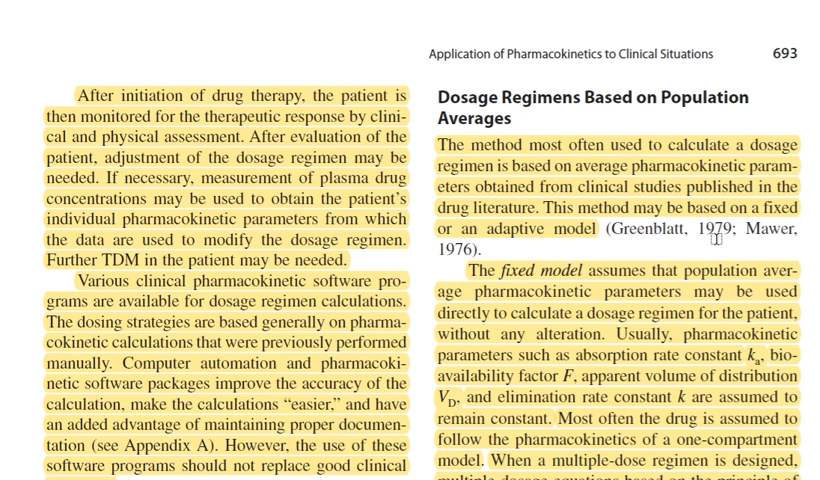 Application of Pharmacokinetics to Clinical Situations 693
After initiation of drug therapy, the patient is
then monitored for the therapeutic response by clini-
cal and physical assessment. After evaluation of the
patient, adjustment of the dosage regimen may be
needed. If necessary, measurement of plasma drug
concentrations may be used to obtain the patient's
individual pharmacokinetic parameters from which
the data are used to modify the dosage regimen.
Further TDM in the patient may be needed.
Various clinical pharmacokinetic software pro-
grams are available for dosage regimen calculations.
The dosing strategies are based generally on pharma-
cokinetic calculations that were previously performed
manually. Computer automation and pharmacoki-
netic software packages improve the accuracy of the
calculation, make the calculations “easier,” and have
an added advantage of maintaining proper documen-
tation (see Appendix A). However, the use of these
software programs should not replace good clinical
Dosage Regimens Based on Population
Averages
The method most often used to calculate a dosage
regimen is based on average pharmacokinetic param-
eters obtained from clinical studies published in the
drug literature. This method may be based on a fixed
or an adaptive model (Greenblatt, 1979; Mawer,
1976).
The fixed model assumes that population aver-
age pharmacokinetic parameters may be used
directly to calculate a dosage regimen for the patient,
without any alteration. Usually, pharmacokinetic
parameters such as absorption rate constant kₐ, bio-
availability factor F, apparent volume of distribution
V_D, and elimination rate constant k are assumed to
remain constant. Most often the drug is assumed to
follow the pharmacokinetics of a one-compartment
model. When a multiple-dose regimen is designed,
multiple dosage equations based on the principle of